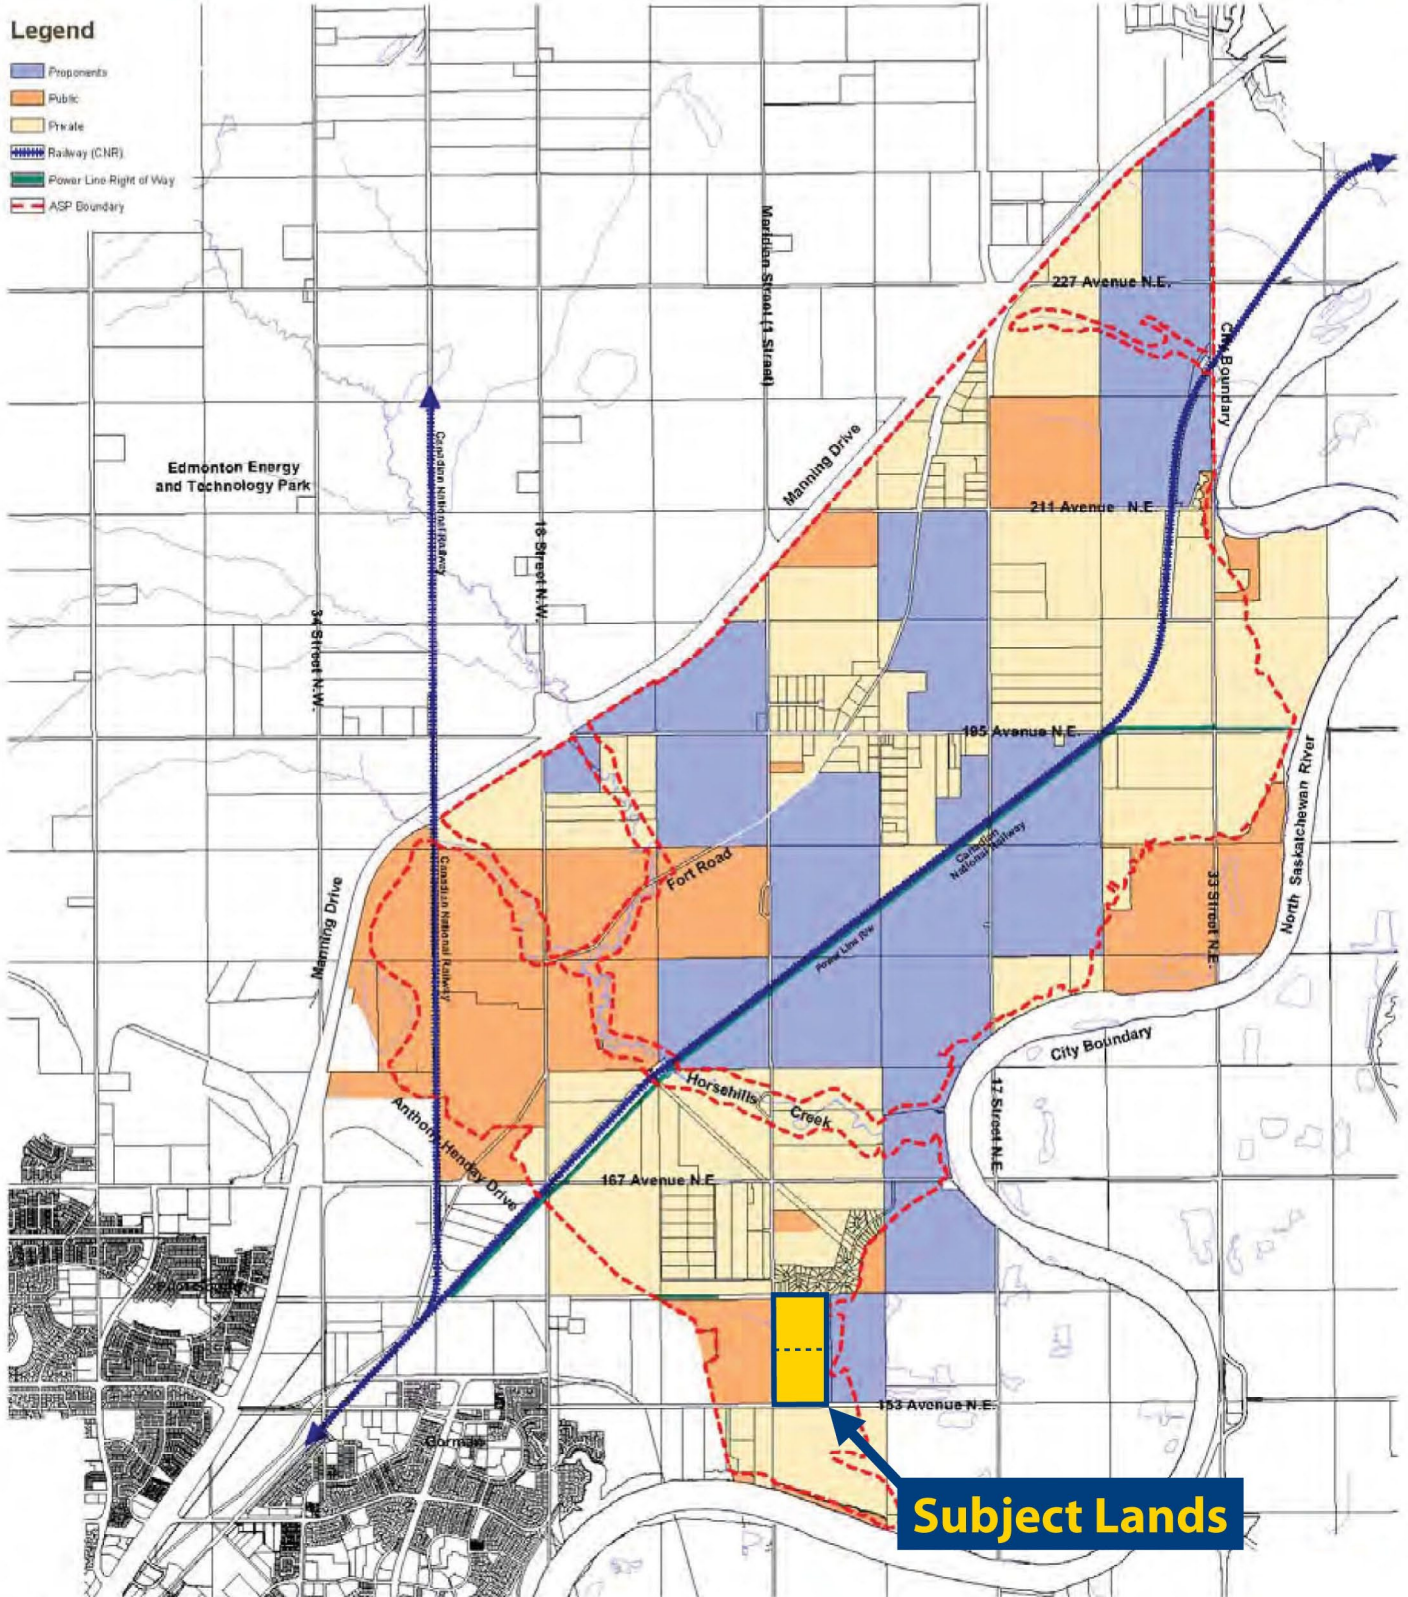 Legend
Proponents
Public
Private
Railway (CNR)
Power Line Right of Way
ASP Boundary
Meridian Street (1 Street)
227 Avenue N.E.
City Boundary
Manning Drive
Canadian National Railway
Edmonton Energy
and Technology Park
211 Avenue N.E.
18 Street N.W.
34 Street N.W.
195 Avenue N.E.
North Saskatchewan River
Canadian
National Railway
Fort Road
33 Street N.E.
Manning Drive
Canadian National Railway
Power Line R/W
City Boundary
Horsehills
Creek
17 Street N.E.
Anthony Henday Drive
167 Avenue N.E.
153 Avenue N.E.
Gorman
Subject Lands